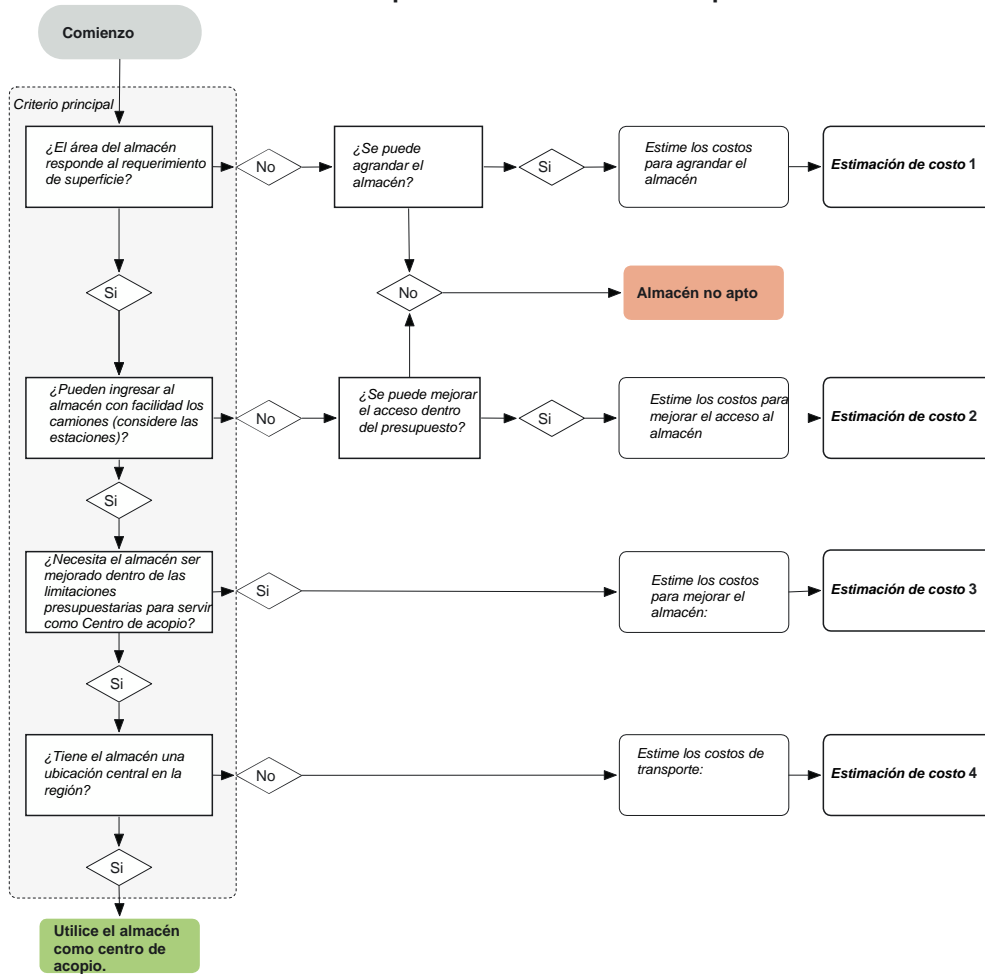 Comienzo
Criterio principal
¿El área del almacén
responde al requerimiento
de superficie?
No
¿Se puede
agrandar el
almacén?
Si
Estime los costos
para agrandar el
almacén
Estimación de costo 1
Si
No
Almacén no apto
¿Pueden ingresar al
almacén con facilidad los
camiones (considere las
estaciones)?
No
¿Se puede mejorar
el acceso dentro
del presupuesto?
Si
Estime los costos para
mejorar el acceso al
almacén
Estimación de costo 2
Si
¿Necesita el almacén ser
mejorado dentro de las
limitaciones
presupuestarias para servir
como Centro de acopio?
Si
Estime los costos
para mejorar el
almacén:
Estimación de costo 3
Si
¿Tiene el almacén una
ubicación central en la
región?
No
Estime los costos de
transporte:
Estimación de costo 4
Si
Utilice el almacén
como centro de
acopio.